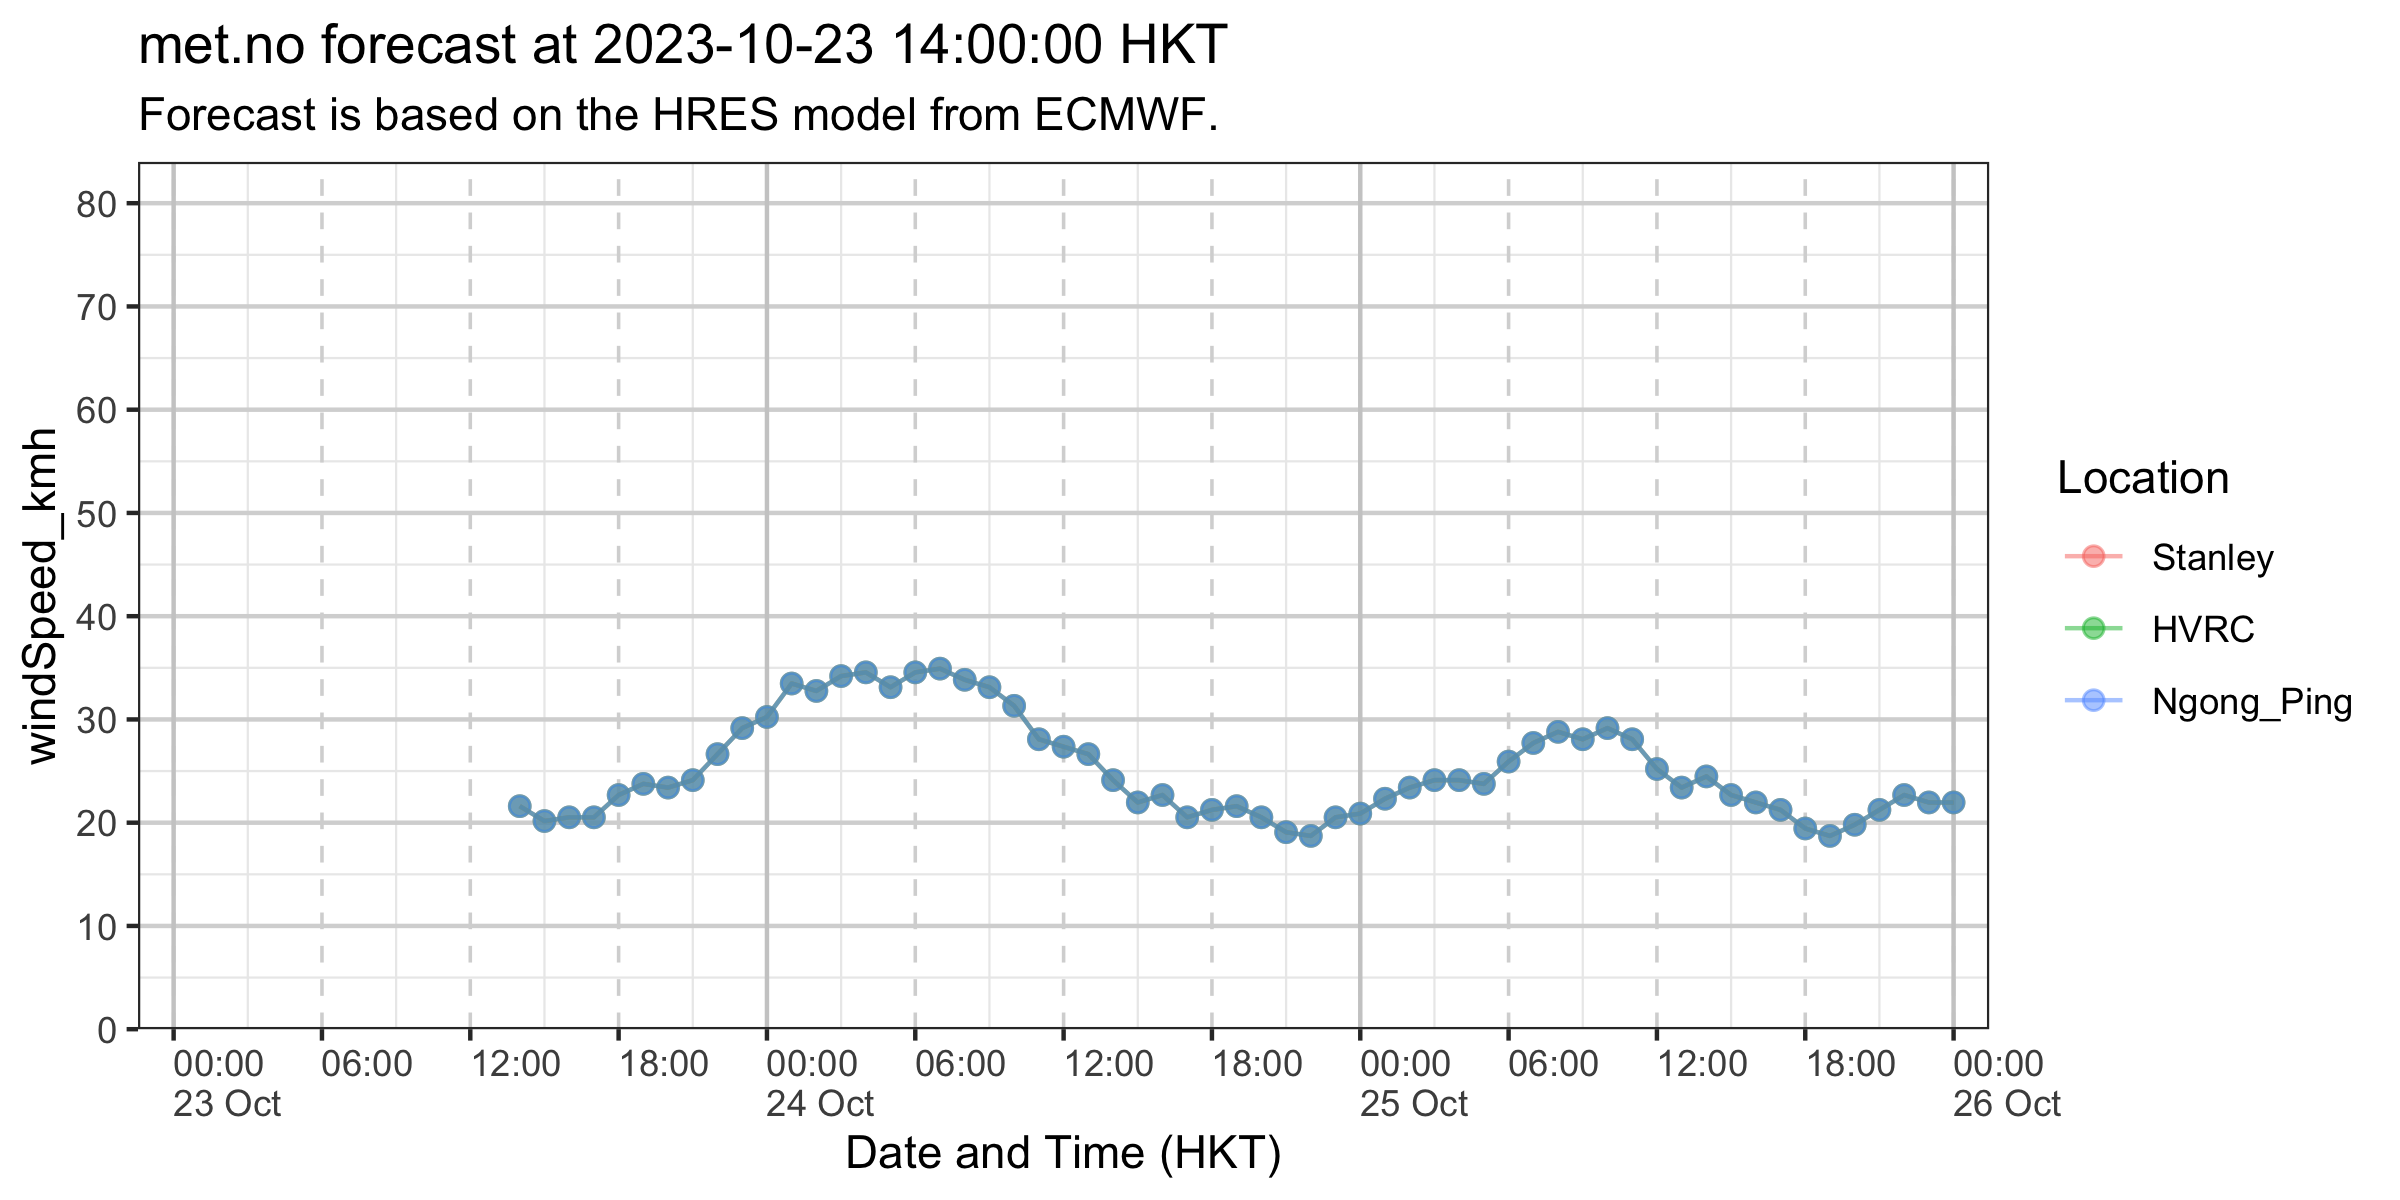 met.no forecast at 2023-10-23 14:00:00 HKT
Forecast is based on the HRES model from ECMWF.
windSpeed_kmh
80
70
60
50
40
30
20
10
0
00:00 06:00 12:00 18:00 00:00 06:00 12:00 18:00 00:00 06:00 12:00 18:00 00:00
23 Oct 24 Oct 25 Oct 26 Oct
Date and Time (HKT)
Location
Stanley
HVRC
Ngong_Ping